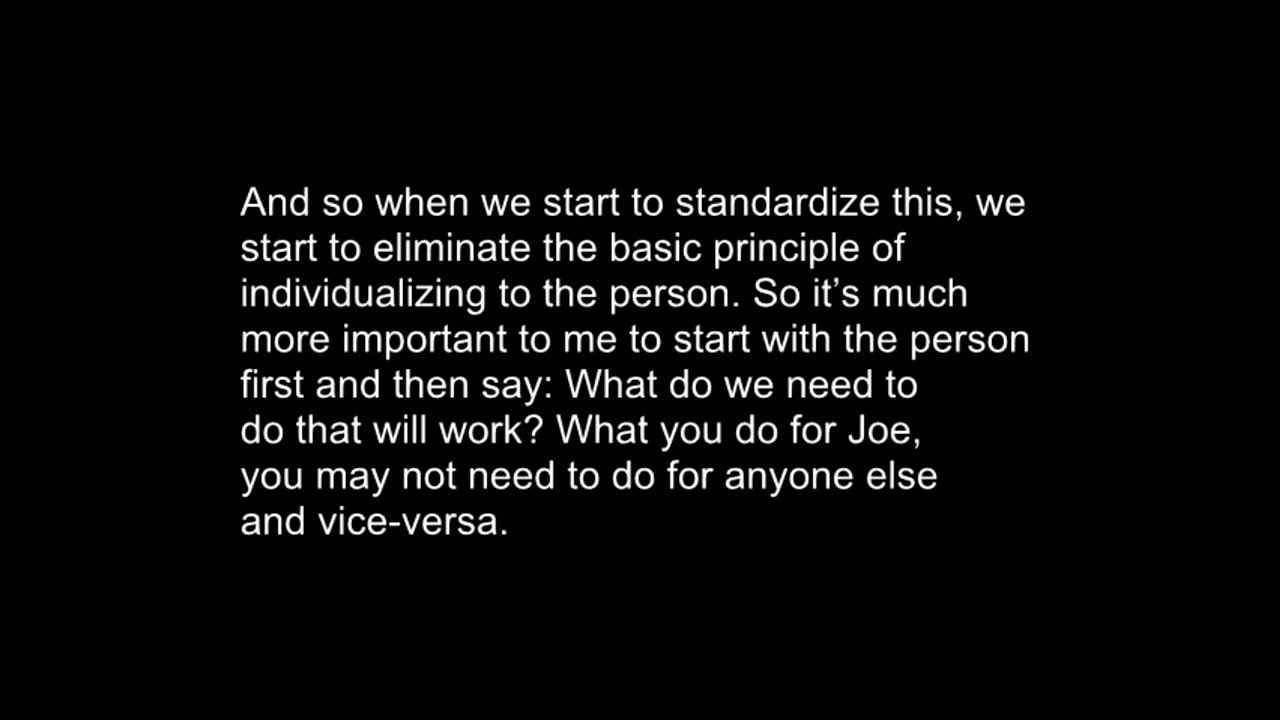 And so when we start to standardize this, we
start to eliminate the basic principle of
individualizing to the person. So it’s much
more important to me to start with the person
first and then say: What do we need to
do that will work? What you do for Joe,
you may not need to do for anyone else
and vice-versa.